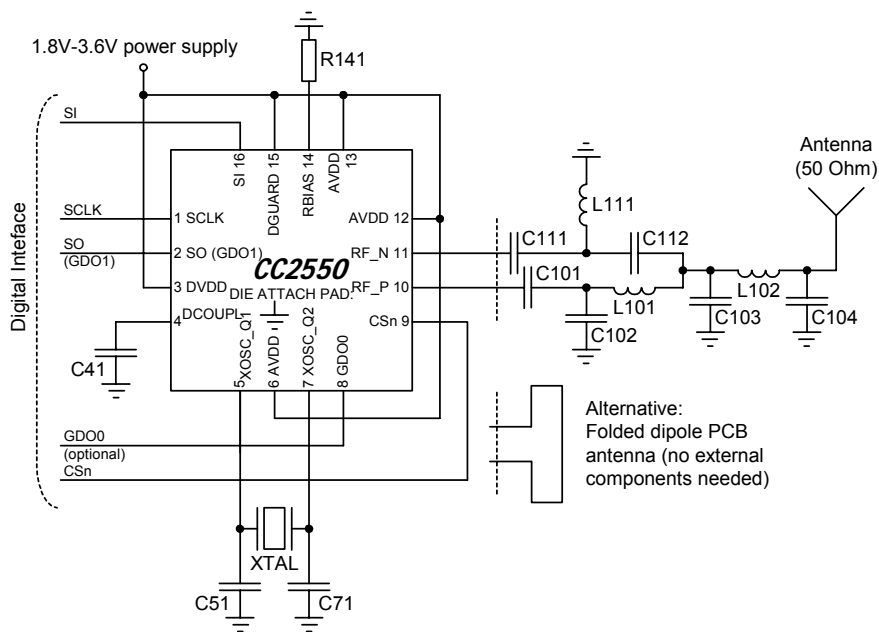 1.8V-3.6V power supply
R141
SI
SI 16
DGUARD 15
RBIAS 14
AVDD 13
Antenna
(50 Ohm)
Digital Inteface
SCLK
1 SCLK
AVDD 12
L111
SO
(GDO1)
2 SO (GDO1)
RF_N 11
C111
C112
CC2550
C101
3 DVDD
DIE ATTACH PAD:
RF_P 10
L101
L102
4 DCOUPL
CSn 9
C102
C103
C104
C41
5 XOSC_Q1
6 AVDD
7 XOSC_Q2
8 GDO0
GDO0
(optional)
CSn
Alternative:
Folded dipole PCB
antenna (no external
components needed)
XTAL
C51
C71